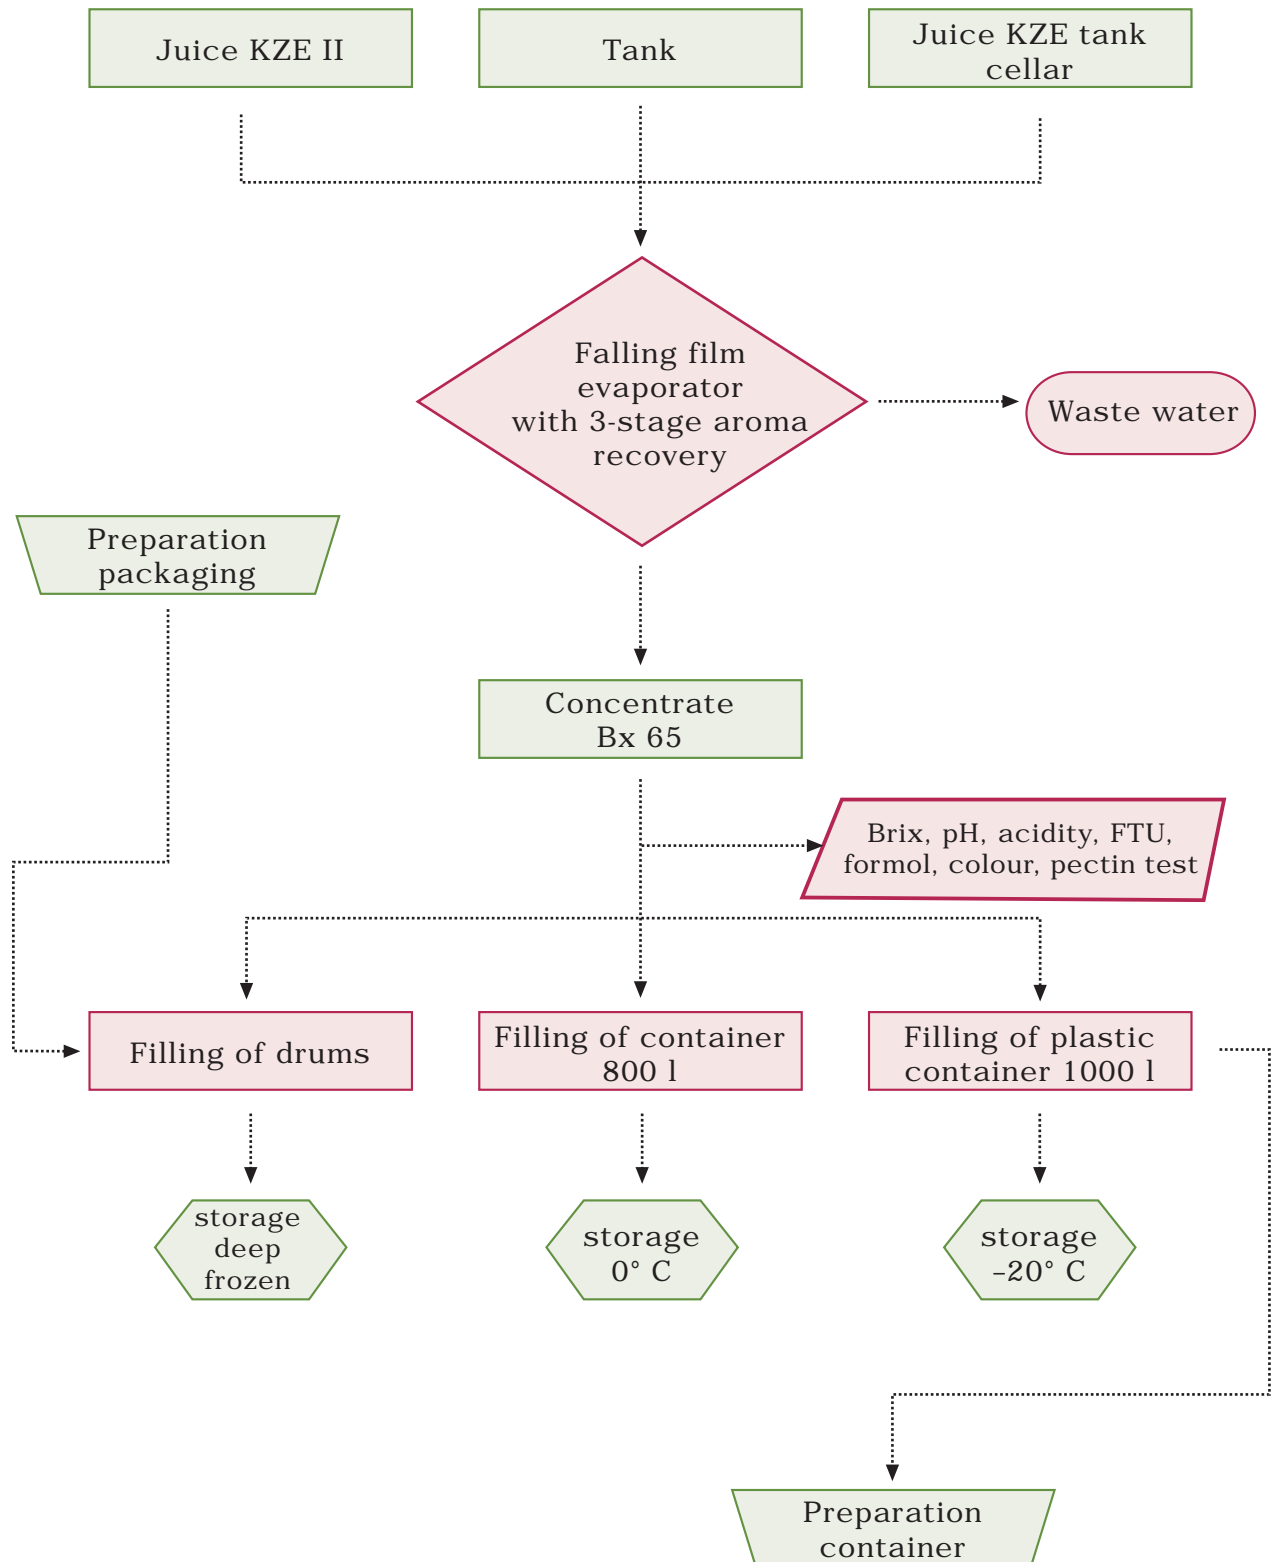 Juice KZE II
Tank
Juice KZE tank
cellar
Falling film
evaporator
with 3-stage aroma
recovery
Waste water
Preparation
packaging
Concentrate
Bx 65
Brix, pH, acidity, FTU,
formol, colour, pectin test
Filling of drums
Filling of container
800 l
Filling of plastic
container 1000 l
storage
deep
frozen
storage
0° C
storage
–20° C
Preparation
container